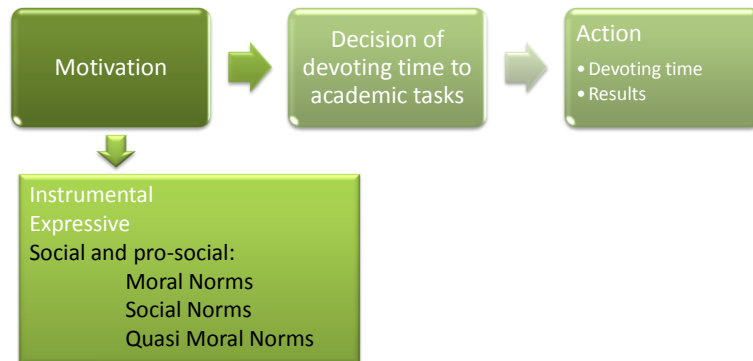 Motivation
Decision of
devoting time to
academic tasks
Action
• Devoting time
• Results
Instrumental
Expressive
Social and pro-social:
Moral Norms
Social Norms
Quasi Moral Norms